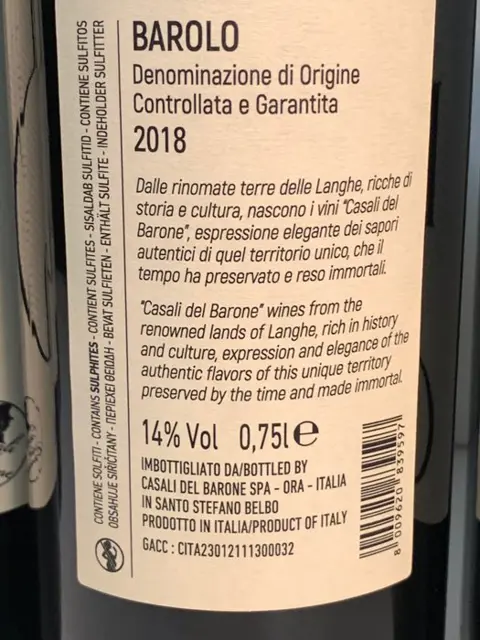 BAROLO
Denominazione di Origine
Controllata e Garantita
2018
Dalle rinomate terre delle Langhe, ricche di
storia e cultura, nascono i vini "Casali del
Barone", espressione elegante dei sapori
autentici di quel territorio unico, che il
tempo ha preservato e reso immortali.
"Casali del Barone" wines from the
renowned lands of Langhe, rich in history
and culture, expression and elegance of the
authentic flavors of this unique territory
preserved by the time and made immortal.
14% Vol 0,75l e
IMBOTTIGLIATO DA/BOTTLED BY
CASALI DEL BARONE SPA - ORA - ITALIA
IN SANTO STEFANO BELBO
PRODOTTO IN ITALIA/PRODUCT OF ITALY
GACC : CITA23012111300032
8 009620 839597
CONTIENE SOLFITI - CONTAINS SULPHITES - CONTIENT SULFITES - SISALDAB SULFITID - CONTIENE SULFITOS
OBSAHUJE SIŘIČITANY - ΠΕΡΙΕΧΕΙ ΘΕΙΩΔΗ - BEVAT SULFIETEN - ENTHÄLT SULFITE - INDEHOLDER SULFITTER